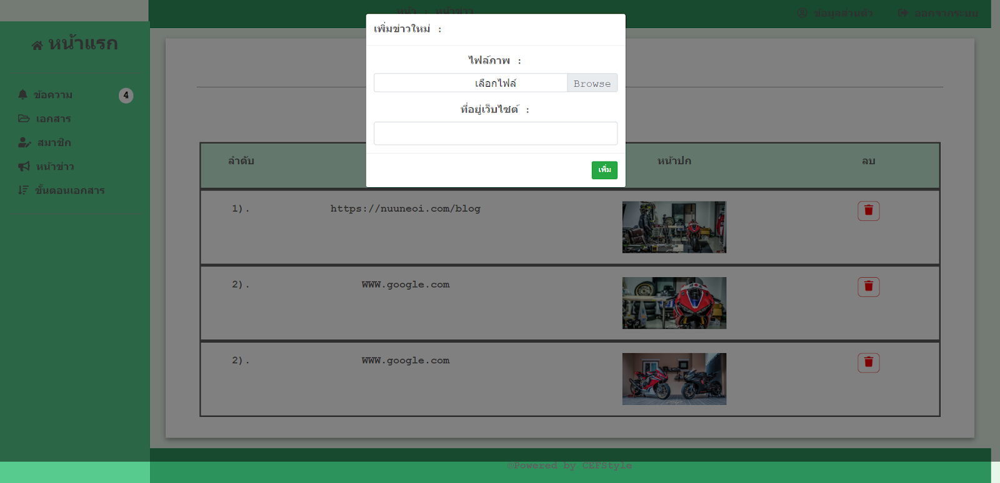 หน้า : หน้าข่าว
ข้อมูลส่วนตัว
ออกจากระบบ
หน้าแรก
ข้อความ 4
เอกสาร
สมาชิก
หน้าข่าว
ขั้นตอนเอกสาร
เพิ่มข่าวใหม่ :
ไฟล์ภาพ :
เลือกไฟล์ Browse
ที่อยู่เว็บไซต์ :
เพิ่ม
ลำดับ หน้าปก ลบ
1). https://nuuneoi.com/blog
2). WWW.google.com
2). WWW.google.com
©Powered by CEFStyle